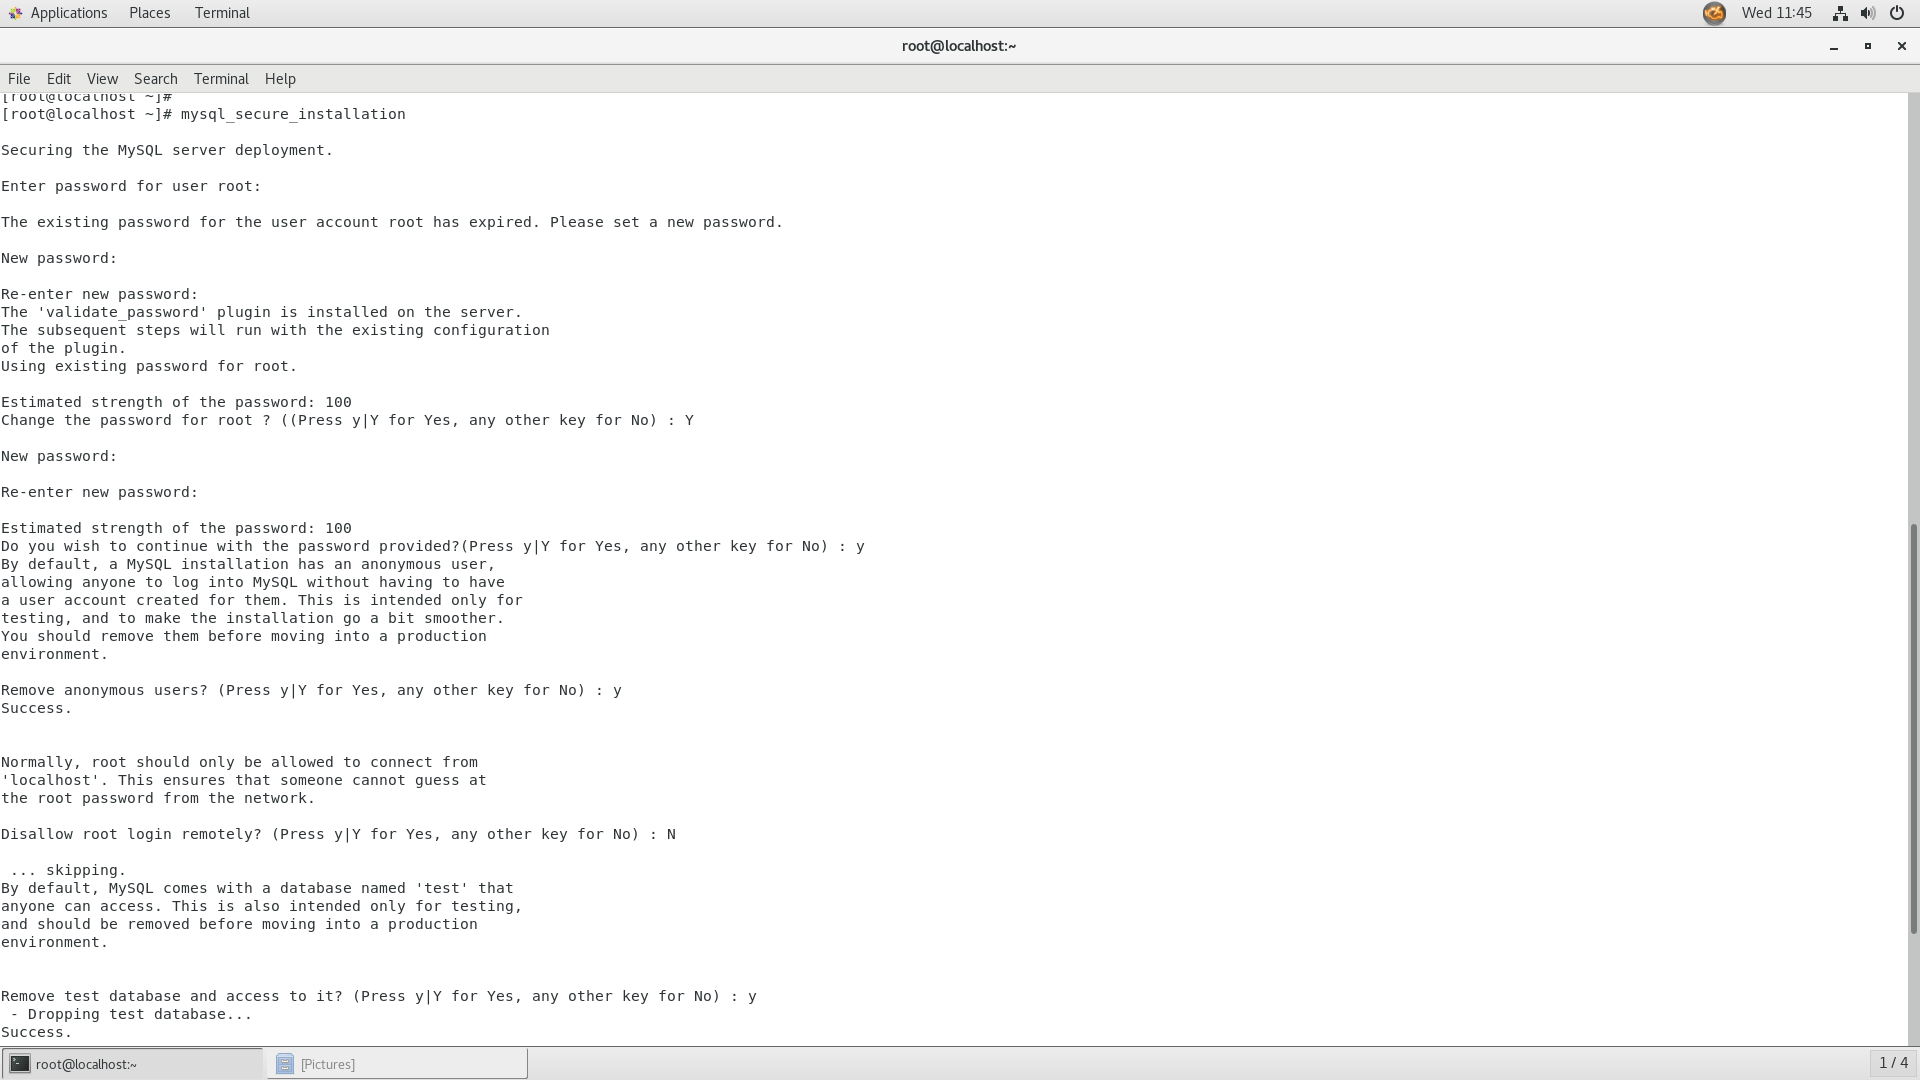 Applications Places Terminal Wed 11:45
root@localhost:~
File Edit View Search Terminal Help
[root@localhost ~]#
[root@localhost ~]# mysql_secure_installation
Securing the MySQL server deployment.
Enter password for user root:
The existing password for the user account root has expired. Please set a new password.
New password:
Re-enter new password:
The 'validate_password' plugin is installed on the server.
The subsequent steps will run with the existing configuration
of the plugin.
Using existing password for root.
Estimated strength of the password: 100
Change the password for root ? ((Press y|Y for Yes, any other key for No) : Y
New password:
Re-enter new password:
Estimated strength of the password: 100
Do you wish to continue with the password provided?(Press y|Y for Yes, any other key for No) : y
By default, a MySQL installation has an anonymous user,
allowing anyone to log into MySQL without having to have
a user account created for them. This is intended only for
testing, and to make the installation go a bit smoother.
You should remove them before moving into a production
environment.
Remove anonymous users? (Press y|Y for Yes, any other key for No) : y
Success.
Normally, root should only be allowed to connect from
'localhost'. This ensures that someone cannot guess at
the root password from the network.
Disallow root login remotely? (Press y|Y for Yes, any other key for No) : N
... skipping.
By default, MySQL comes with a database named 'test' that
anyone can access. This is also intended only for testing,
and should be removed before moving into a production
environment.
Remove test database and access to it? (Press y|Y for Yes, any other key for No) : y
- Dropping test database...
Success.
root@localhost:~ [Pictures] 1 / 4